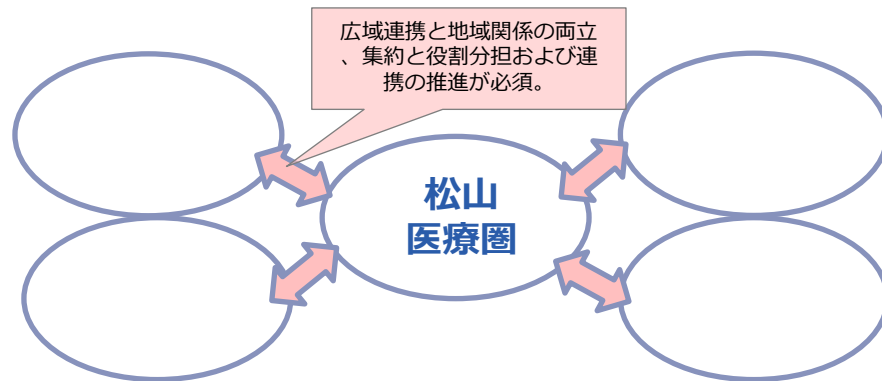 広域連携と地域関係の両立
、集約と役割分担および連
携の推進が必須。
松山
医療圏